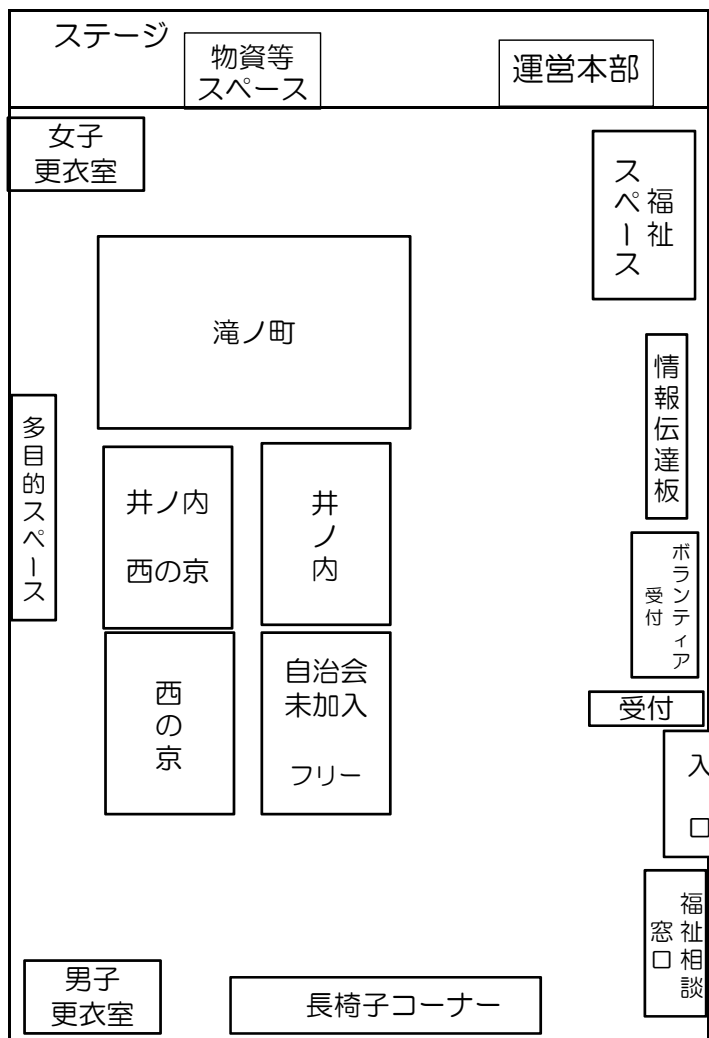 ステージ
物資等
スペース
運営本部
女子
更衣室
福祉
スペース
滝ノ町
情報伝達板
多目的スペース
井ノ内
西の京
井ノ内
ボランティア
受付
西の京
自治会
未加入
フリー
受付
入口
福祉相談
窓口
男子
更衣室
長椅子コーナー